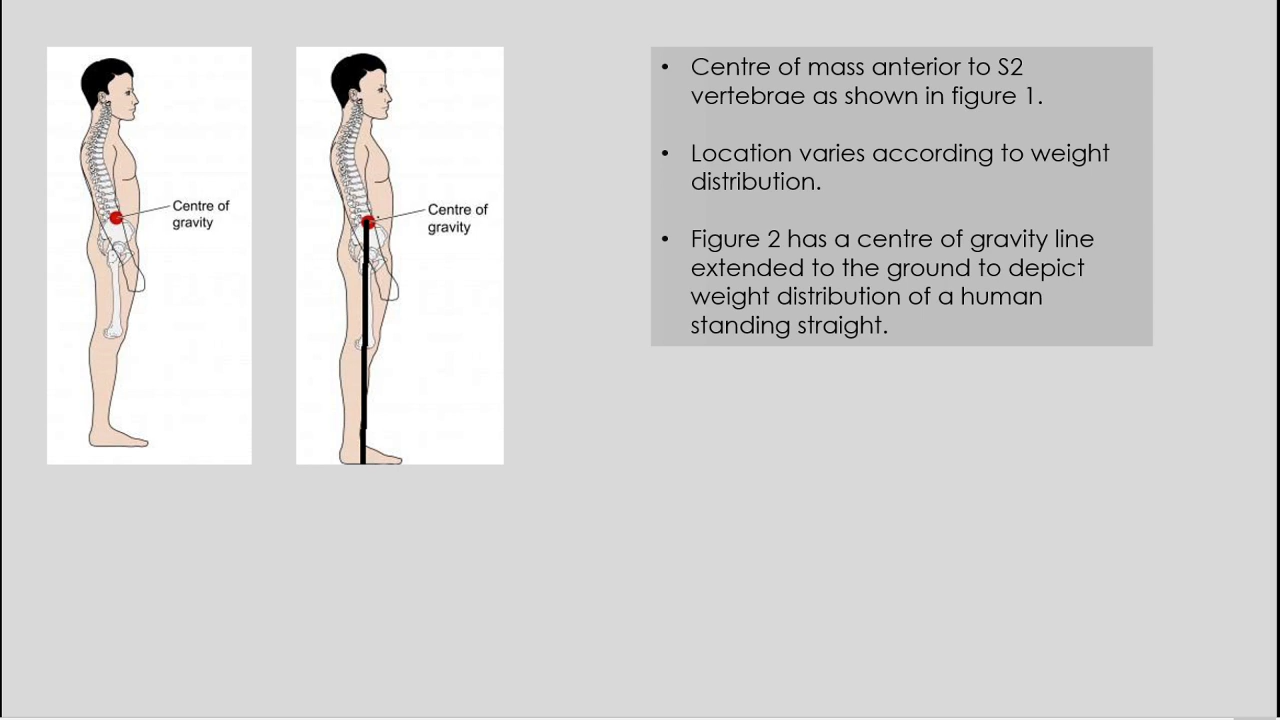 Centre of
gravity
Centre of
gravity
• Centre of mass anterior to S2
vertebrae as shown in figure 1.
• Location varies according to weight
distribution.
• Figure 2 has a centre of gravity line
extended to the ground to depict
weight distribution of a human
standing straight.